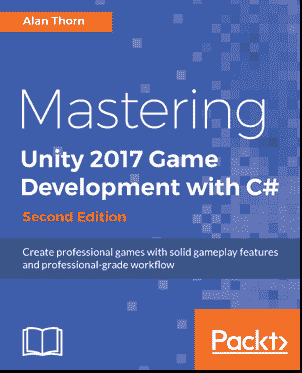 Alan Thorn
Mastering
Unity 2017 Game
Development with C#
Second Edition
Create professional games with solid gameplay features
and professional-grade workflow
Packt>